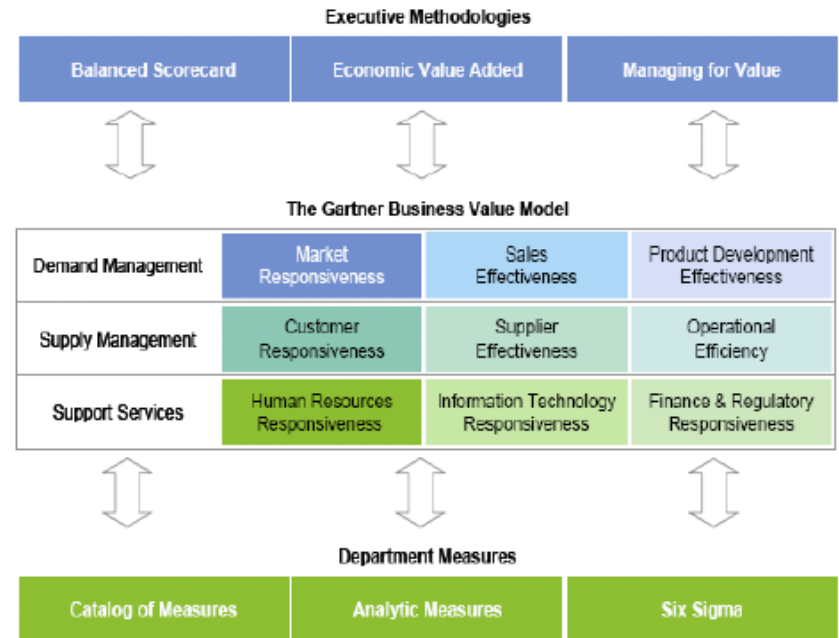 Executive Methodologies
Balanced Scorecard
Economic Value Added
Managing for Value
The Gartner Business Value Model
Demand Management
Market
Responsiveness
Sales
Effectiveness
Product Development
Effectiveness
Supply Management
Customer
Responsiveness
Supplier
Effectiveness
Operational
Efficiency
Support Services
Human Resources
Responsiveness
Information Technology
Responsiveness
Finance & Regulatory
Responsiveness
Department Measures
Catalog of Measures
Analytic Measures
Six Sigma